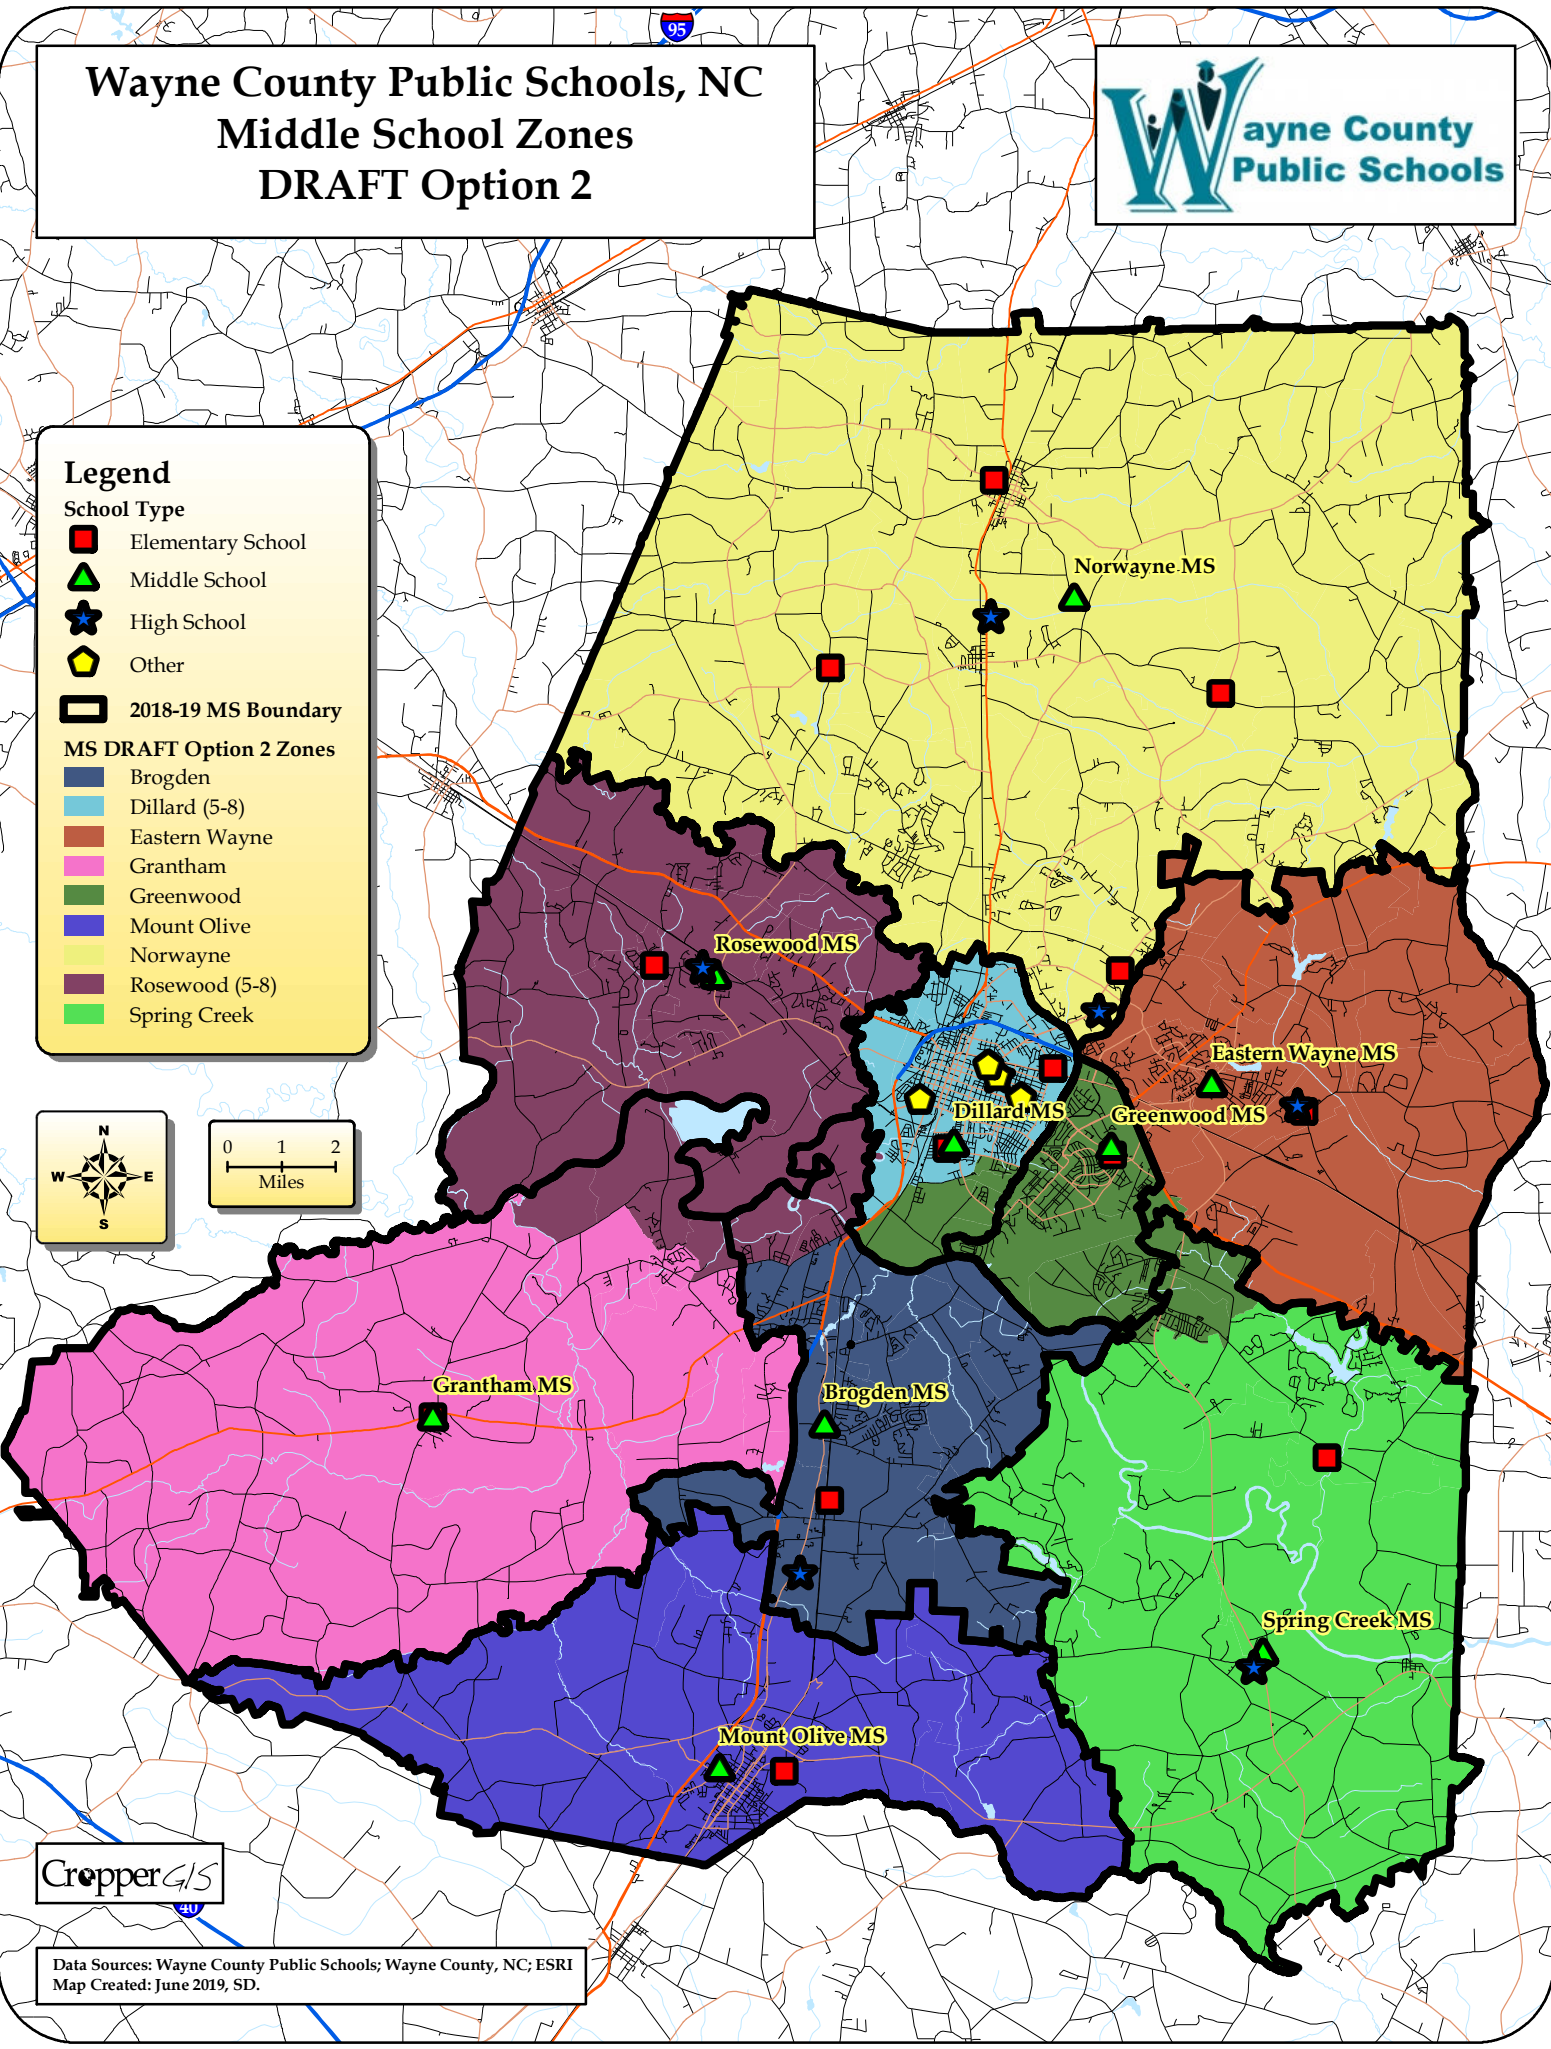 95
Wayne County Public Schools, NC
Middle School Zones
DRAFT Option 2
Wayne County
Public Schools
Legend
School Type
Elementary School
Middle School
High School
Other
2018-19 MS Boundary
MS DRAFT Option 2 Zones
Brogden
Dillard (5-8)
Eastern Wayne
Grantham
Greenwood
Mount Olive
Norwayne
Rosewood (5-8)
Spring Creek
Norwayne MS
Rosewood MS
Eastern Wayne MS
Dillard MS
Greenwood MS
N
W E
S
0 1 2
Miles
Grantham MS
Brogden MS
Spring Creek MS
Mount Olive MS
Cropper GIS
40
Data Sources: Wayne County Public Schools; Wayne County, NC; ESRI
Map Created: June 2019, SD.